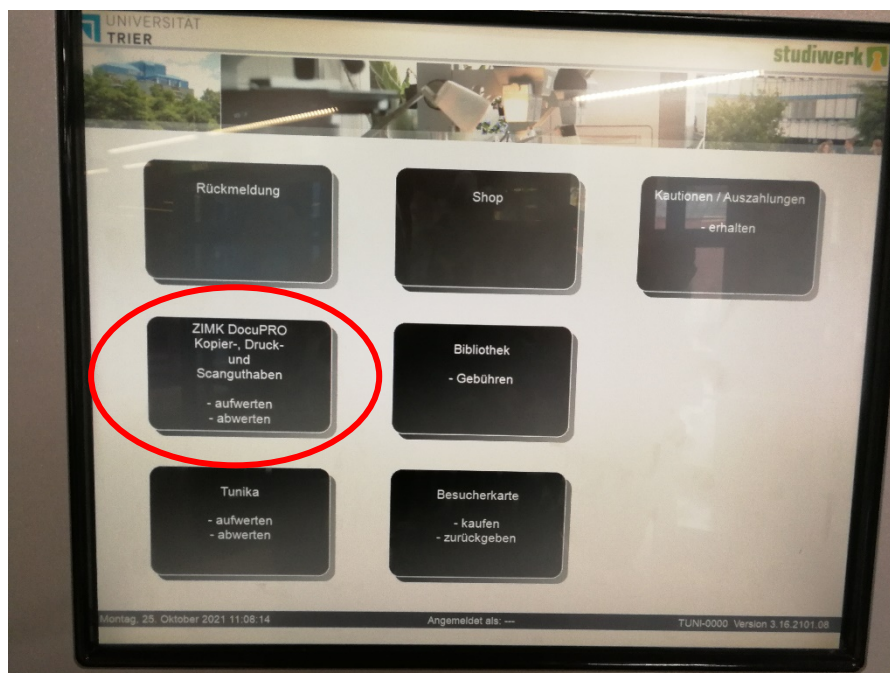 UNIVERSITÄT
TRIER
studiwerk
Rückmeldung
Shop
Kautionen / Auszahlungen
- erhalten
ZIMK DocuPRO
Kopier-, Druck-
und
Scanguthaben
- aufwerten
- abwerten
Bibliothek
- Gebühren
Tunika
- aufwerten
- abwerten
Besucherkarte
- kaufen
- zurückgeben
Montag, 25. Oktober 2021 11:08:14
Angemeldet als: ---
TUNI-0000 Version 3.16.2101.08